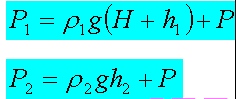 P₁ = ρ₁g(H + h₁) + P
P₂ = ρ₂gh₂ + P